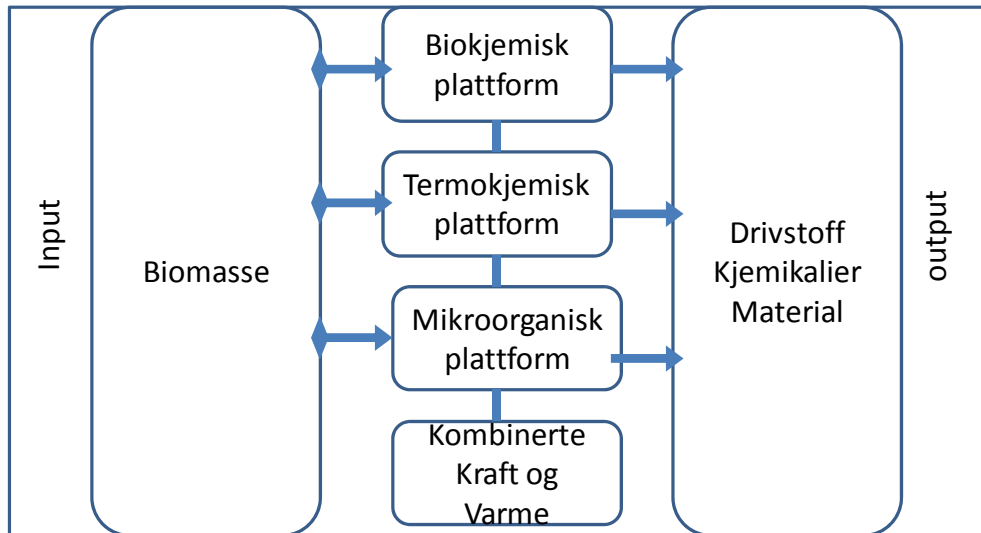 Input
Biomasse
Biokjemisk
plattform
Termokjemisk
plattform
Mikroorganisk
plattform
Kombinerte
Kraft og
Varme
Drivstoff
Kjemikalier
Material
output